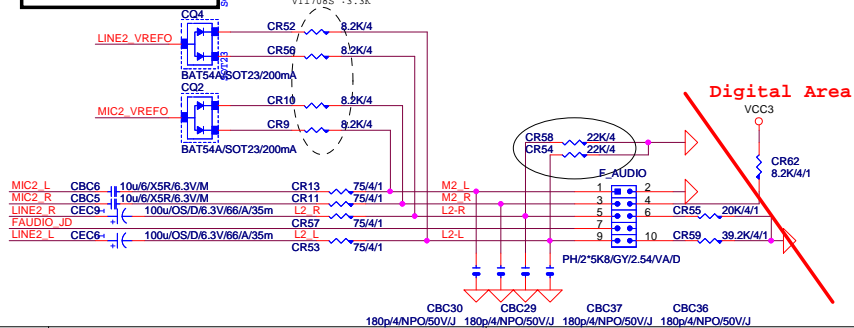 VT1708S :3.3K
CQ4
LINE2_VREFO
CR52 8.2K/4
CR56 8.2K/4
SOT23
BAT54A/SOT23/200mA
CQ2
MIC2_VREFO
CR10 8.2K/4
CR9 8.2K/4
BAT54A/SOT23/200mA
Digital Area
VCC3
CR62
8.2K/4/1
CR58 22K/4
CR54 22K/4
F_AUDIO
MIC2_L CBC6 10u/6/X5R/6.3V/M CR13 75/4/1 M2_L 1 2
MIC2_R CBC5 10u/6/X5R/6.3V/M CR11 75/4/1 M2_R 3 4
LINE2_R CEC9 100u/OS/D/6.3V/66/A/35m L2_R 75/4/1 L2-R 5 6 CR55 20K/4/1
FAUDIO_JD CR57 7
LINE2_L CEC6 100u/OS/D/6.3V/66/A/35m L2_L 75/4/1 L2-L 9 10 CR59 39.2K/4/1
CR53
PH/2*5K8/GY/2.54/VA/D
CBC30 CBC29 CBC37 CBC36
180p/4/NPO/50V/J 180p/4/NPO/50V/J 180p/4/NPO/50V/J 180p/4/NPO/50V/J